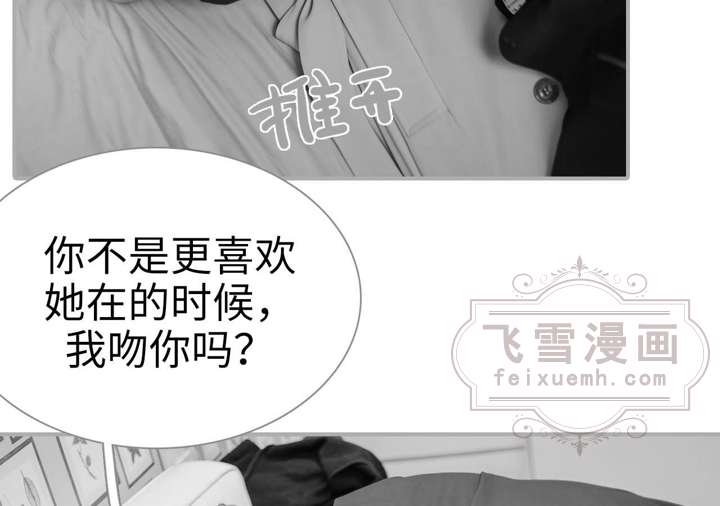 推开
你不是更喜欢
她在的时候，
我吻你吗？
飞雪漫画
feixuemh.com